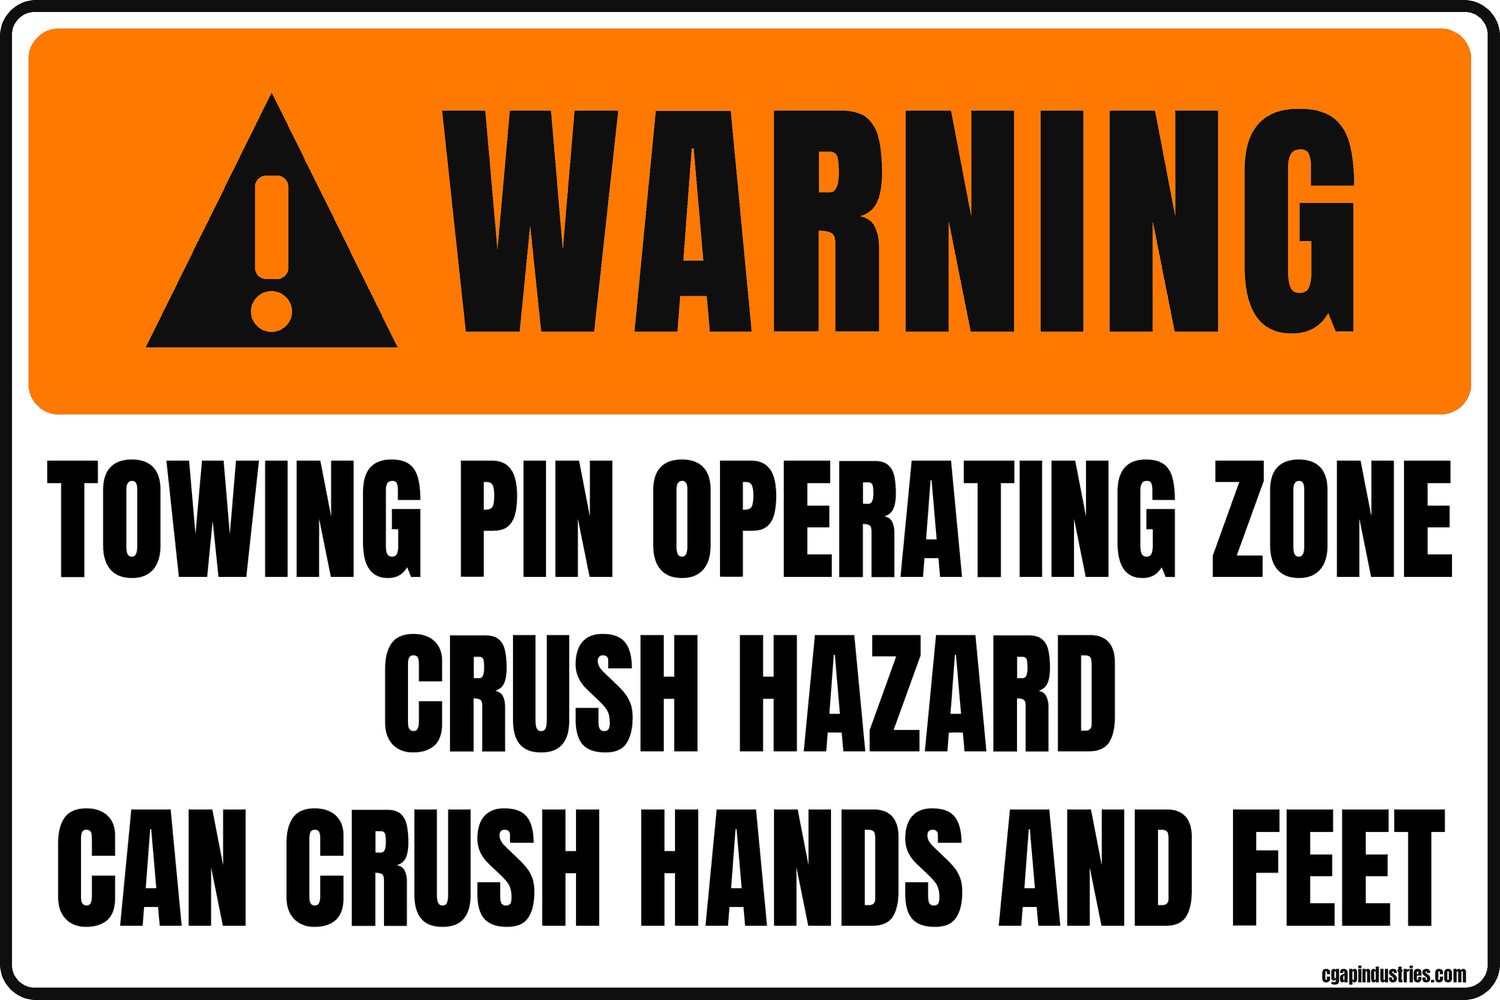 WARNING
TOWING PIN OPERATING ZONE
CRUSH HAZARD
CAN CRUSH HANDS AND FEET
cgapindustries.com